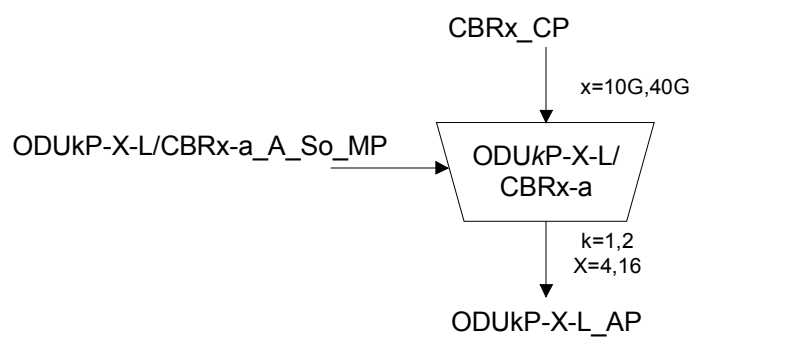 CBRx_CP
x=10G,40G
ODUkP-X-L/CBRx-a_A_So_MP
ODUkP-X-L/
CBRx-a
k=1,2
X=4,16
ODUkP-X-L_AP